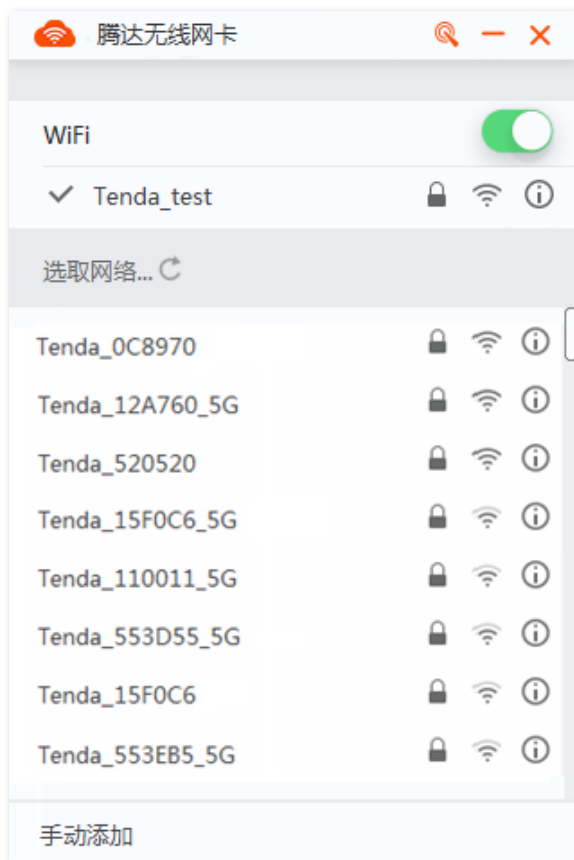 腾达无线网卡
WiFi
Tenda_test
选取网络...
Tenda_0C8970
Tenda_12A760_5G
Tenda_520520
Tenda_15F0C6_5G
Tenda_110011_5G
Tenda_553D55_5G
Tenda_15F0C6
Tenda_553EB5_5G
手动添加